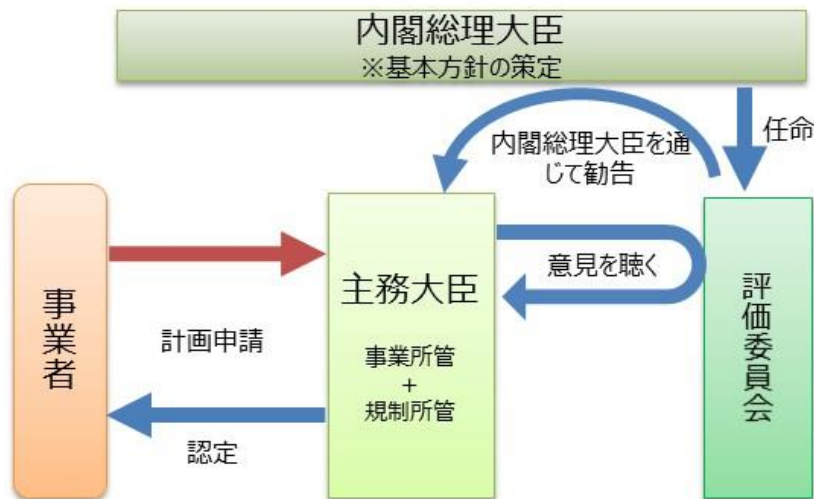 内閣総理大臣
※基本方針の策定
任命
内閣総理大臣を通
じて勧告
事業者
計画申請
認定
主務大臣
事業所管
+
規制所管
意見を聴く
評価委員会